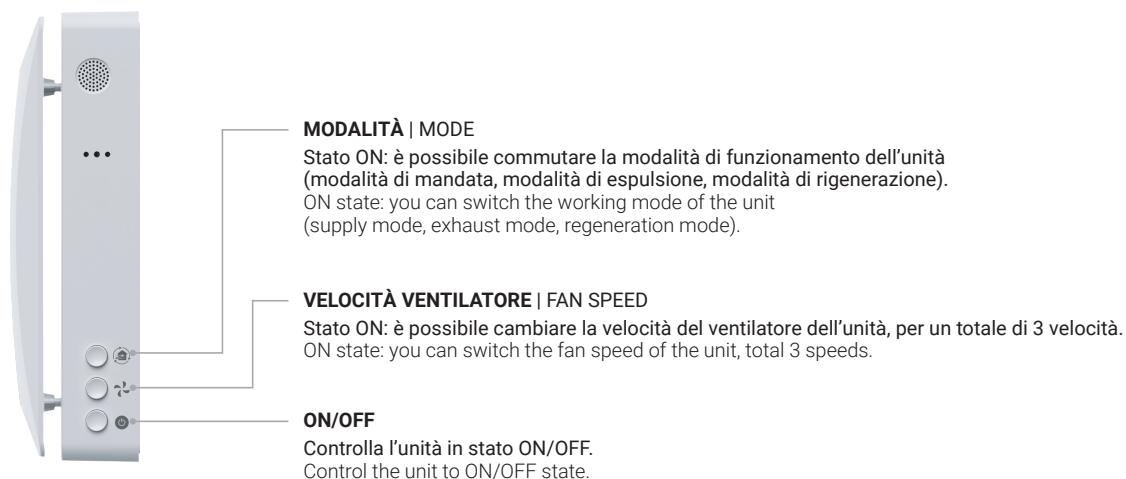 MODALITÀ | MODE
Stato ON: è possibile commutare la modalità di funzionamento dell'unità
(modalità di mandata, modalità di espulsione, modalità di rigenerazione).
ON state: you can switch the working mode of the unit
(supply mode, exhaust mode, regeneration mode).
VELOCITÀ VENTILATORE | FAN SPEED
Stato ON: è possibile cambiare la velocità del ventilatore dell'unità, per un totale di 3 velocità.
ON state: you can switch the fan speed of the unit, total 3 speeds.
ON/OFF
Controlla l'unità in stato ON/OFF.
Control the unit to ON/OFF state.